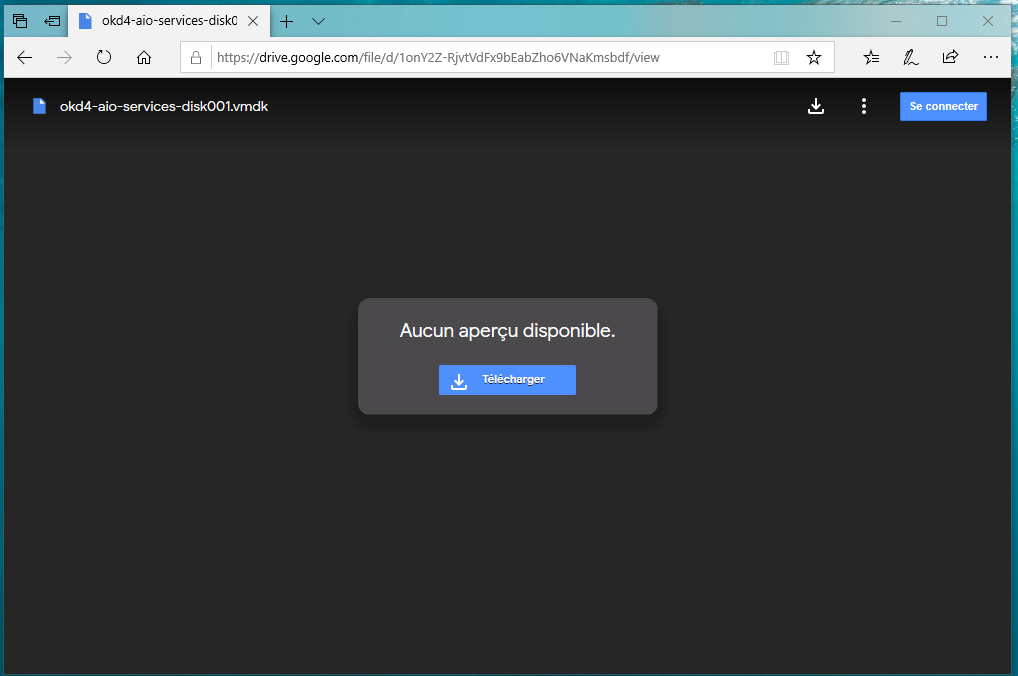 okd4-aio-services-disk0
https://drive.google.com/file/d/1onY2Z-RjvtVdFx9bEabZho6VNaKmsbdf/view
okd4-aio-services-disk001.vmdk
Se connecter
Aucun aperçu disponible.
Télécharger